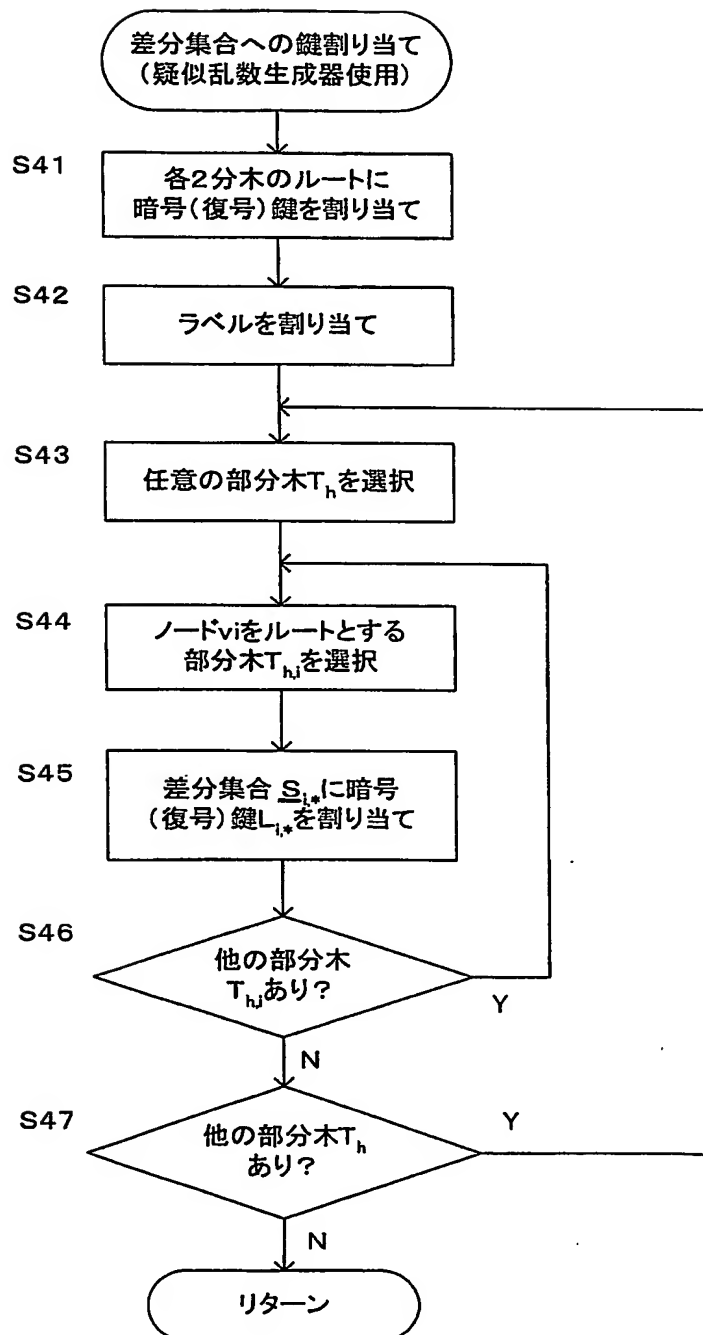 差分集合への鍵割り当て
(疑似乱数生成器使用)
S41
各2分木のルートに
暗号(復号)鍵を割り当て
S42
ラベルを割り当て
S43
任意の部分木Thを選択
S44
ノードviをルートとする
部分木Th,iを選択
S45
差分集合 Si,*に暗号
(復号)鍵Li,*を割り当て
S46
他の部分木
Th,iあり?
Y
N
S47
他の部分木Th
あり?
Y
N
リターン